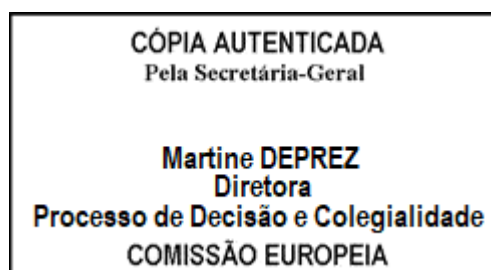 CÓPIA AUTENTICADA
Pela Secretária-Geral
Martine DEPREZ
Diretora
Processo de Decisão e Colegialidade
COMISSÃO EUROPEIA